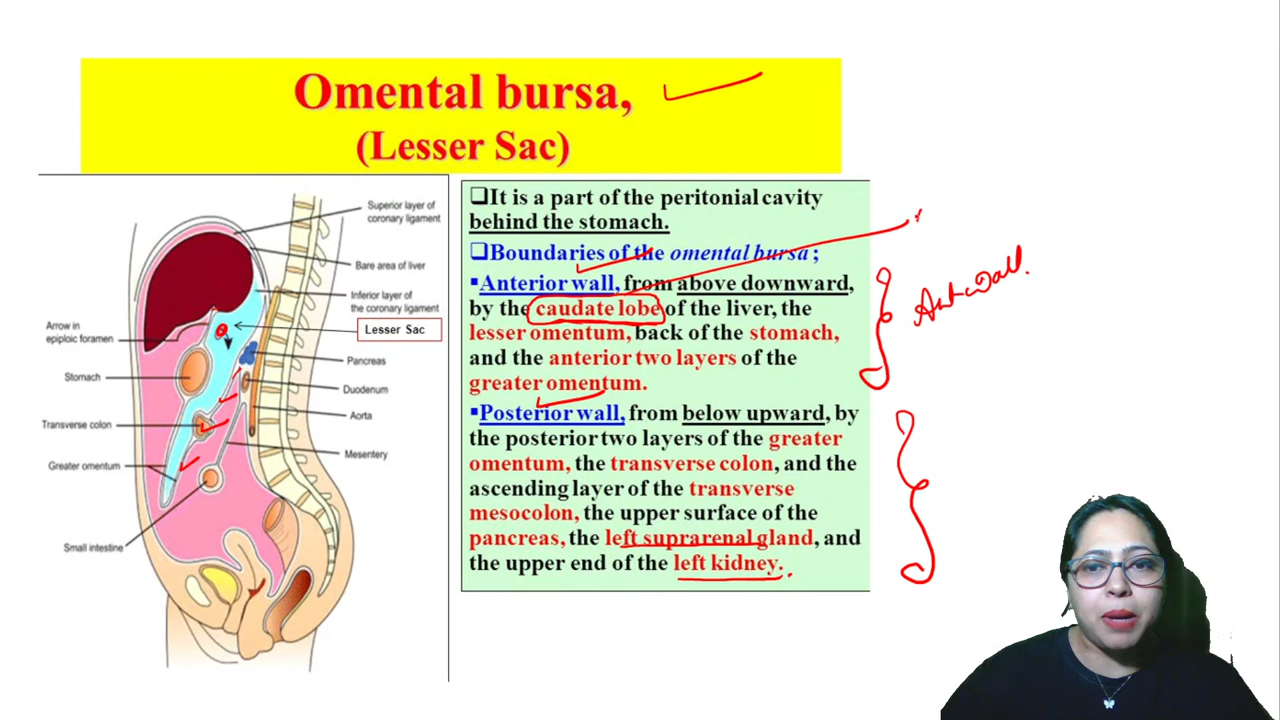 Omental bursa,
(Lesser Sac)
Superior layer of
coronary ligament
Bare area of liver
Inferior layer of
the coronary ligament
Lesser Sac
Arrow in
epiploic foramen
Pancreas
Stomach
Duodenum
Aorta
Transverse colon
Mesentery
Greater omentum
Small intestine
❑It is a part of the peritonial cavity
behind the stomach.
❑Boundaries of the omental bursa ;
▪Anterior wall, from above downward,
by the caudate lobe of the liver, the
lesser omentum, back of the stomach,
and the anterior two layers of the
greater omentum.
▪Posterior wall, from below upward, by
the posterior two layers of the greater
omentum, the transverse colon, and the
ascending layer of the transverse
mesocolon, the upper surface of the
pancreas, the left suprarenal gland, and
the upper end of the left kidney.